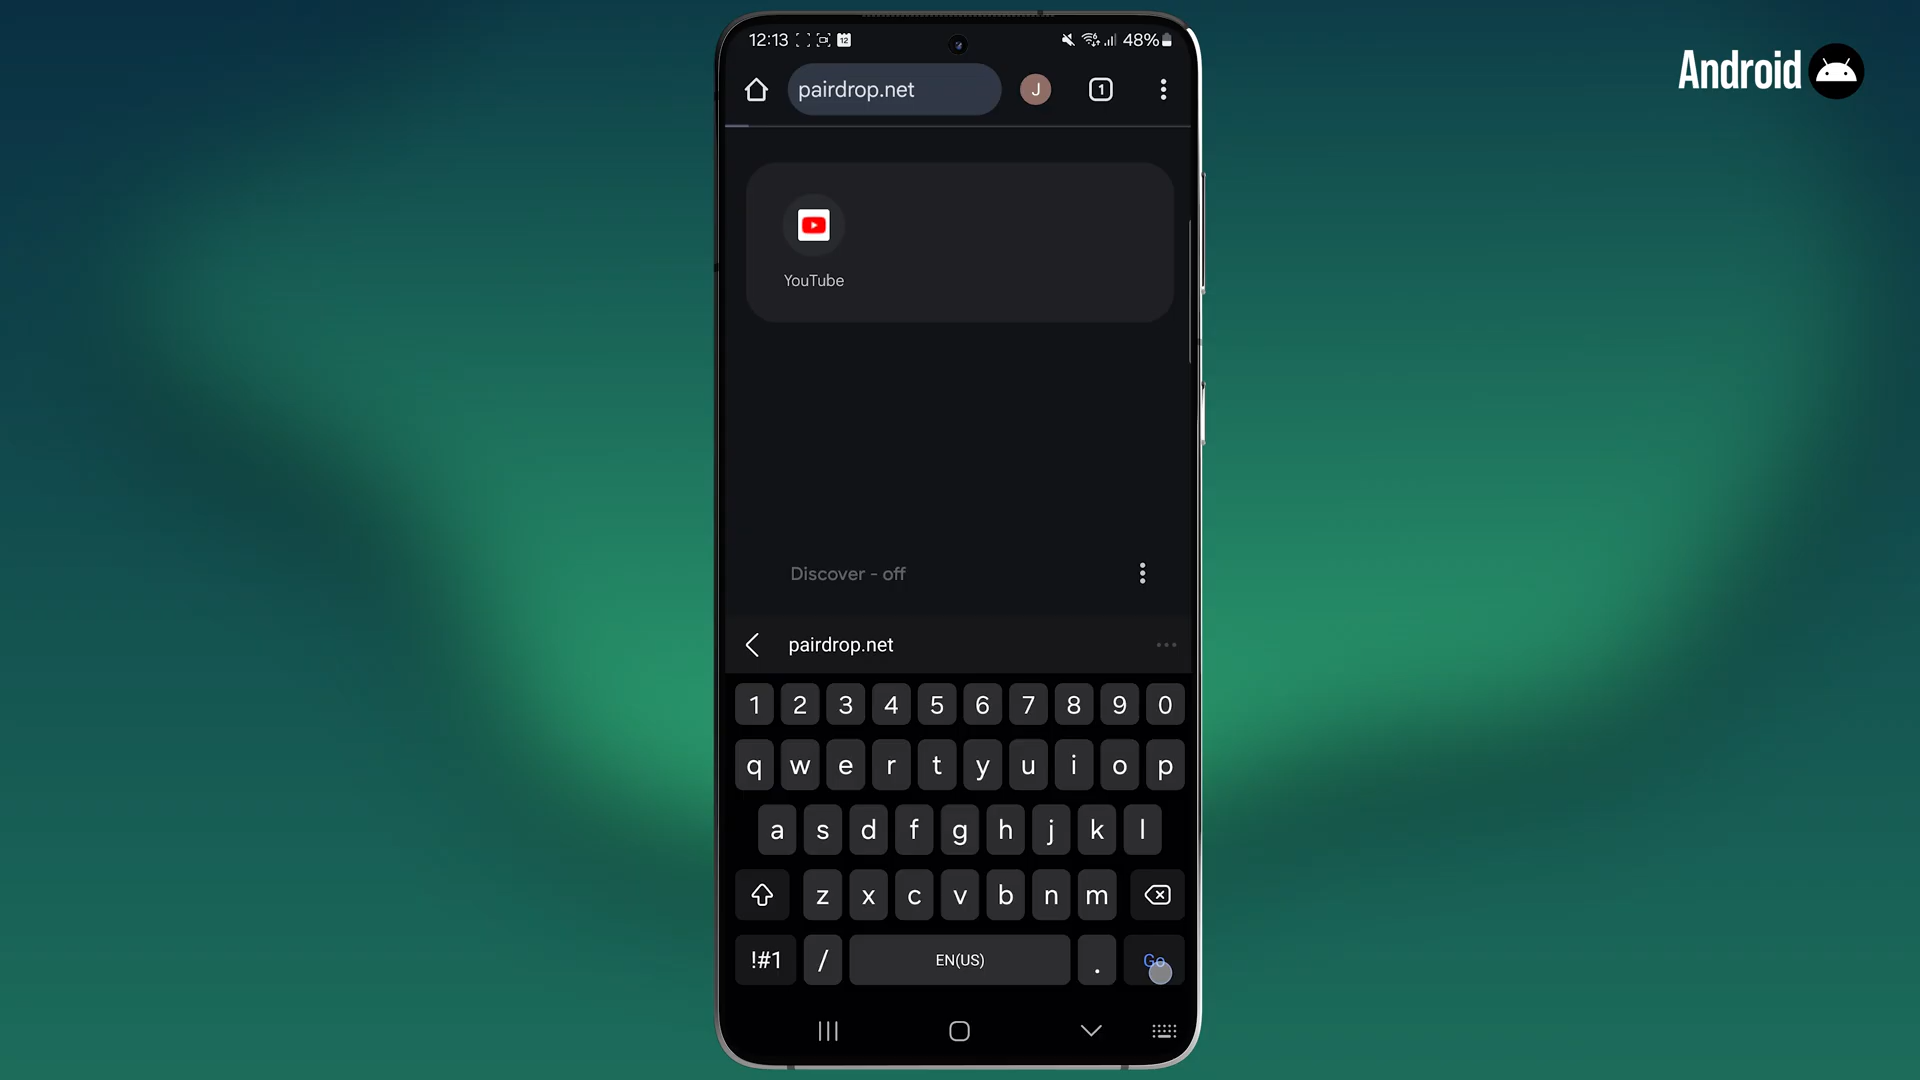 Android
12:13 12 48%
pairdrop.net J 1
YouTube
Discover - off
pairdrop.net
1 2 3 4 5 6 7 8 9 0
q w e r t y u i o p
a s d f g h j k l
z x c v b n m
!#1 / EN(US) . Go